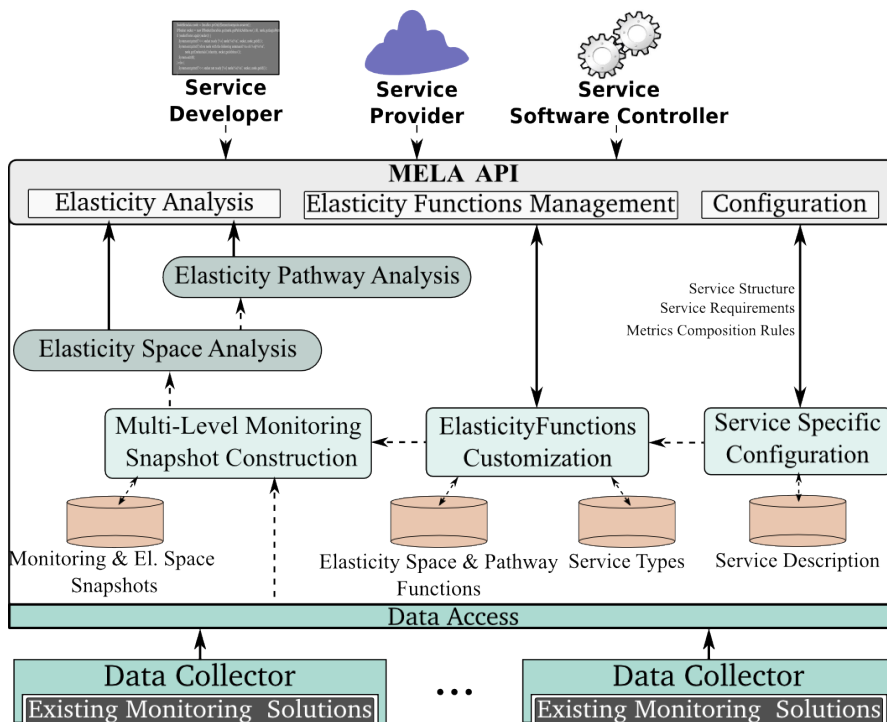 Service
Developer
Service
Provider
Service
Software Controller
MELA API
Elasticity Analysis
Elasticity Functions Management
Configuration
Elasticity Pathway Analysis
Service Structure
Service Requirements
Metrics Composition Rules
Elasticity Space Analysis
Multi-Level Monitoring
Snapshot Construction
ElasticityFunctions
Customization
Service Specific
Configuration
Monitoring & El. Space
Snapshots
Elasticity Space & Pathway
Functions
Service Types
Service Description
Data Access
Data Collector
Existing Monitoring Solutions
...
Data Collector
Existing Monitoring Solutions